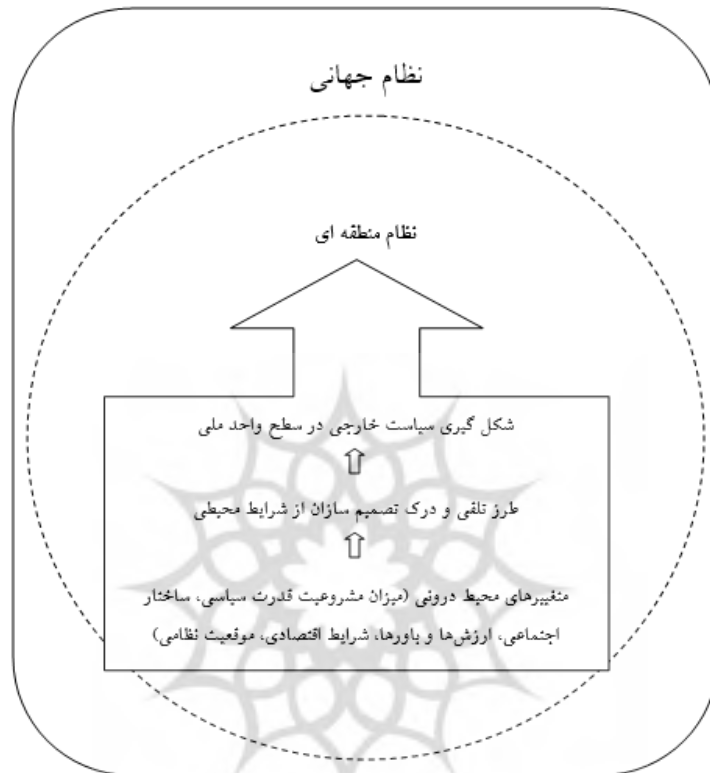 نظام جهانی
نظام منطقه ای
شکل گیری سیاست خارجی در سطح واحد ملی
طرز تلقی و درک تصمیم سازان از شرایط محیطی
متغییرهای محیط درونی (میزان مشروعیت قدرت سیاسی، ساختار
اجتماعی، ارزش‌ها و باورها، شرایط اقتصادی، موقعیت نظامی)